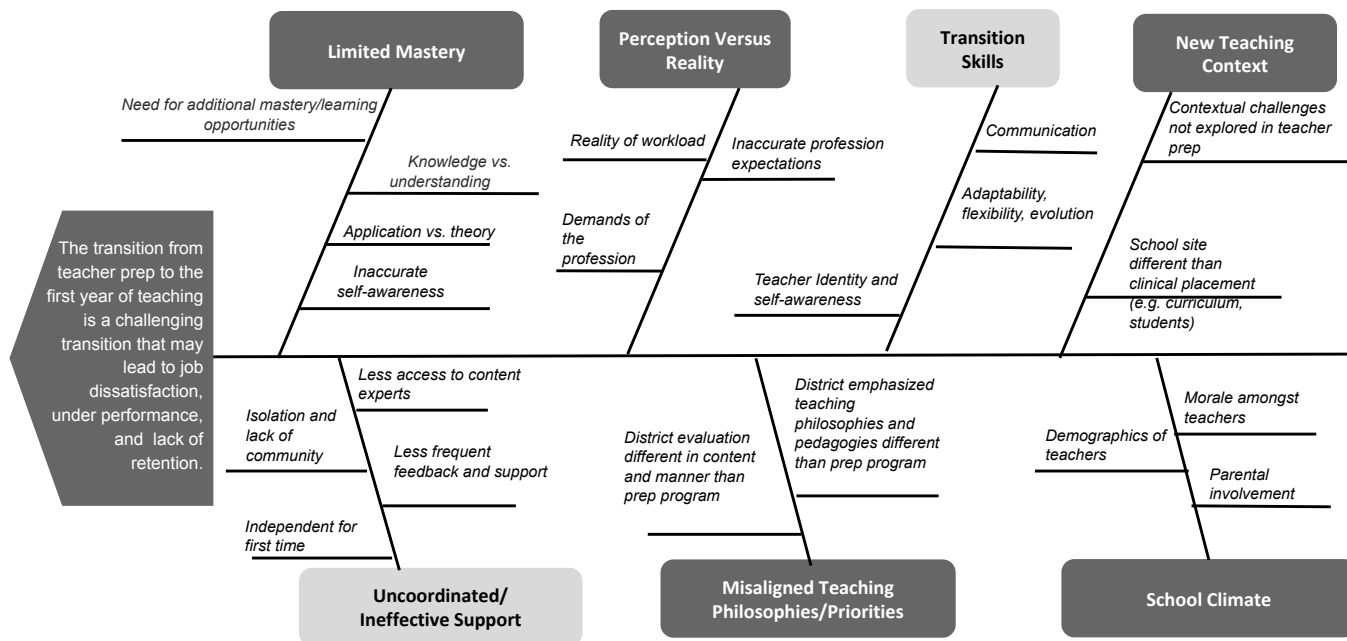 Limited Mastery
Perception Versus
Reality
Transition
Skills
New Teaching
Context
Need for additional mastery/learning
opportunities
Knowledge vs.
understanding
Application vs. theory
Inaccurate
self-awareness
Reality of workload
Inaccurate profession
expectations
Demands of
the
profession
Communication
Adaptability,
flexibility, evolution
Teacher Identity and
self-awareness
Contextual challenges
not explored in teacher
prep
School site
different than
clinical placement
(e.g. curriculum,
students)
The transition from
teacher prep to the
first year of teaching
is a challenging
transition that may
lead to job
dissatisfaction,
under performance,
and lack of
retention.
Less access to content
experts
Isolation and
lack of
community
Less frequent
feedback and support
Independent for
first time
District evaluation
different in content
and manner than
prep program
District emphasized
teaching
philosophies and
pedagogies different
than prep program
Morale amongst
teachers
Demographics of
teachers
Parental
involvement
Uncoordinated/
Ineffective Support
Misaligned Teaching
Philosophies/Priorities
School Climate